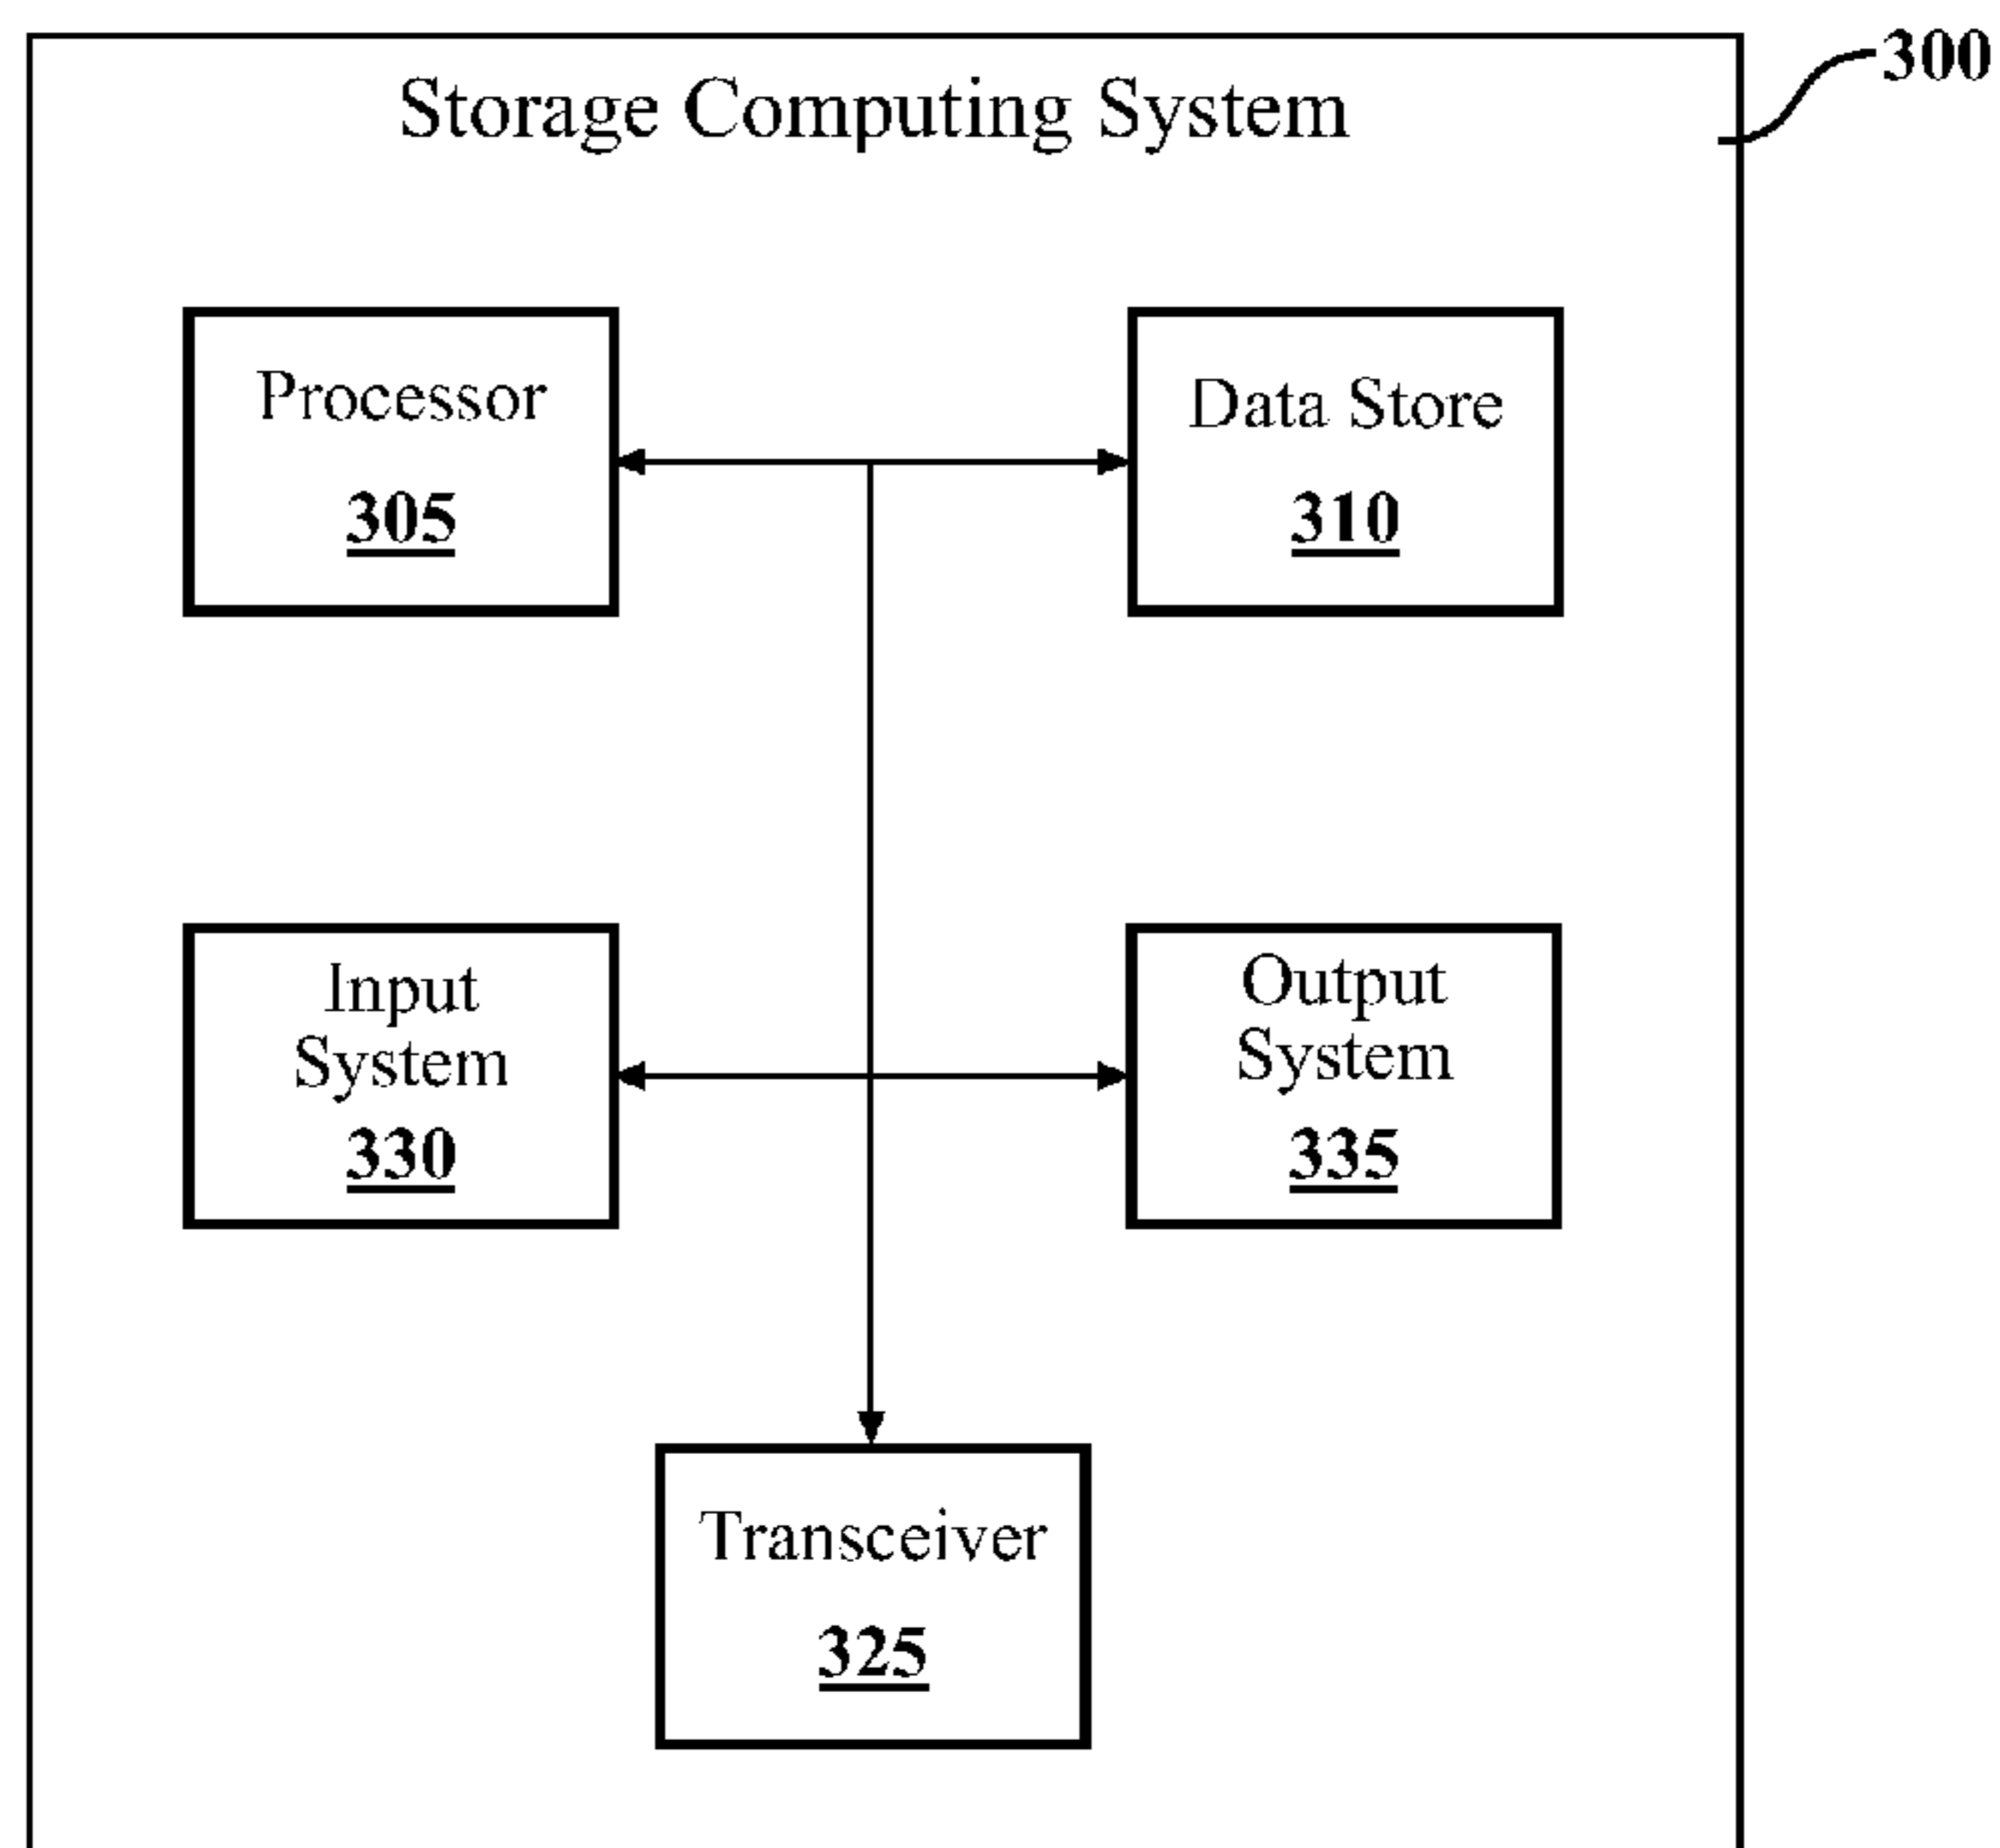 300
Storage Computing System
Processor
305
Data Store
310
Input
System
330
Output
System
335
Transceiver
325